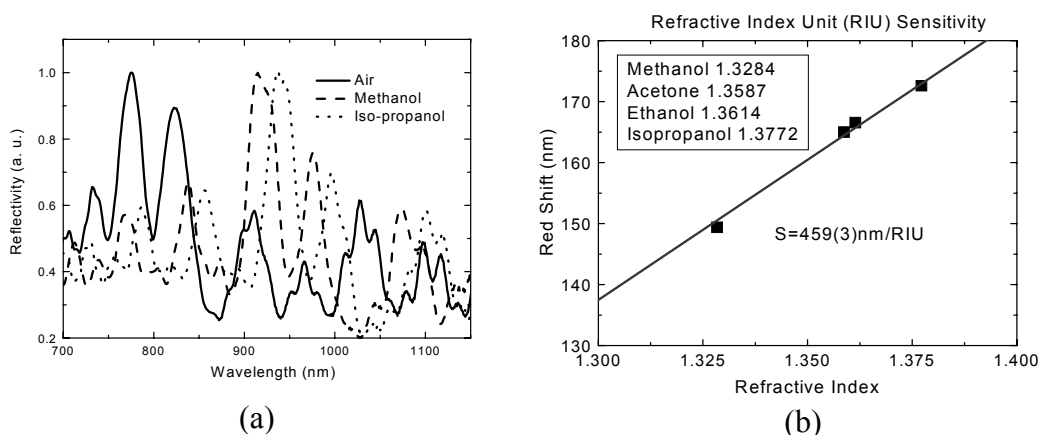 1.0
0.8
0.6
0.4
0.2
700 800 900 1000 1100
Reflectivity (a. u.)
Wavelength (nm)
Air
Methanol
Iso-propanol
(a)
Refractive Index Unit (RIU) Sensitivity
180
170
160
150
140
130
1.300 1.325 1.350 1.375 1.400
Red Shift (nm)
Refractive Index
Methanol 1.3284
Acetone 1.3587
Ethanol 1.3614
Isopropanol 1.3772
S=459(3)nm/RIU
(b)